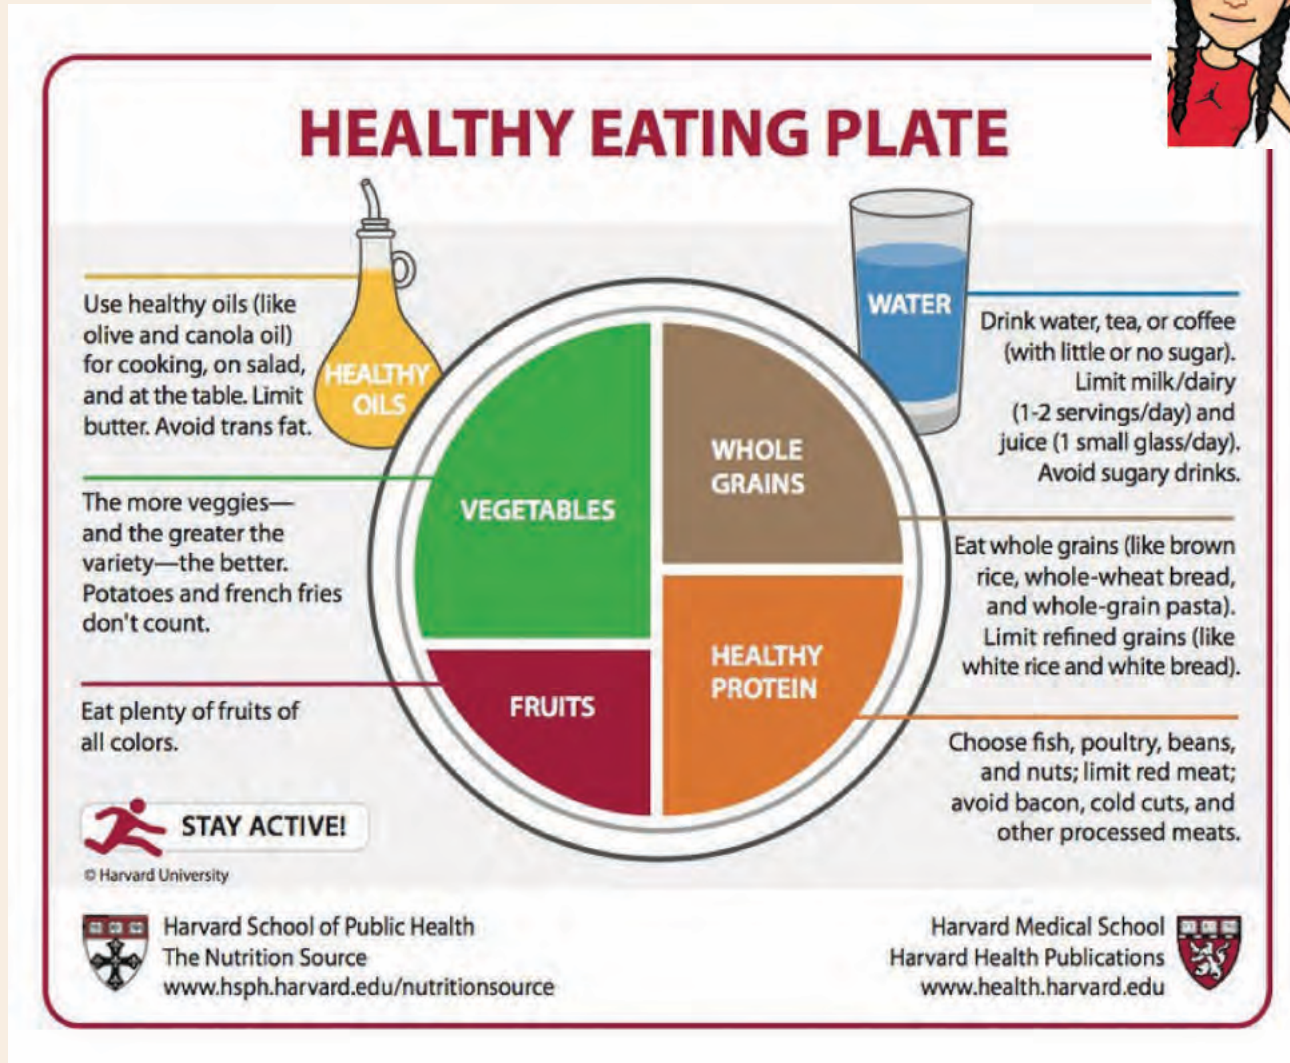 HEALTHY EATING PLATE
Use healthy oils (like
olive and canola oil)
for cooking, on salad,
and at the table. Limit
butter. Avoid trans fat.
HEALTHY
OILS
The more veggies—
and the greater the
variety—the better.
Potatoes and french fries
don't count.
Eat plenty of fruits of
all colors.
VEGETABLES
FRUITS
WHOLE
GRAINS
HEALTHY
PROTEIN
WATER
Drink water, tea, or coffee
(with little or no sugar).
Limit milk/dairy
(1-2 servings/day) and
juice (1 small glass/day).
Avoid sugary drinks.
Eat whole grains (like brown
rice, whole-wheat bread,
and whole-grain pasta).
Limit refined grains (like
white rice and white bread).
Choose fish, poultry, beans,
and nuts; limit red meat;
avoid bacon, cold cuts, and
other processed meats.
STAY ACTIVE!
© Harvard University
Harvard School of Public Health
The Nutrition Source
www.hsph.harvard.edu/nutritionsource
Harvard Medical School
Harvard Health Publications
www.health.harvard.edu